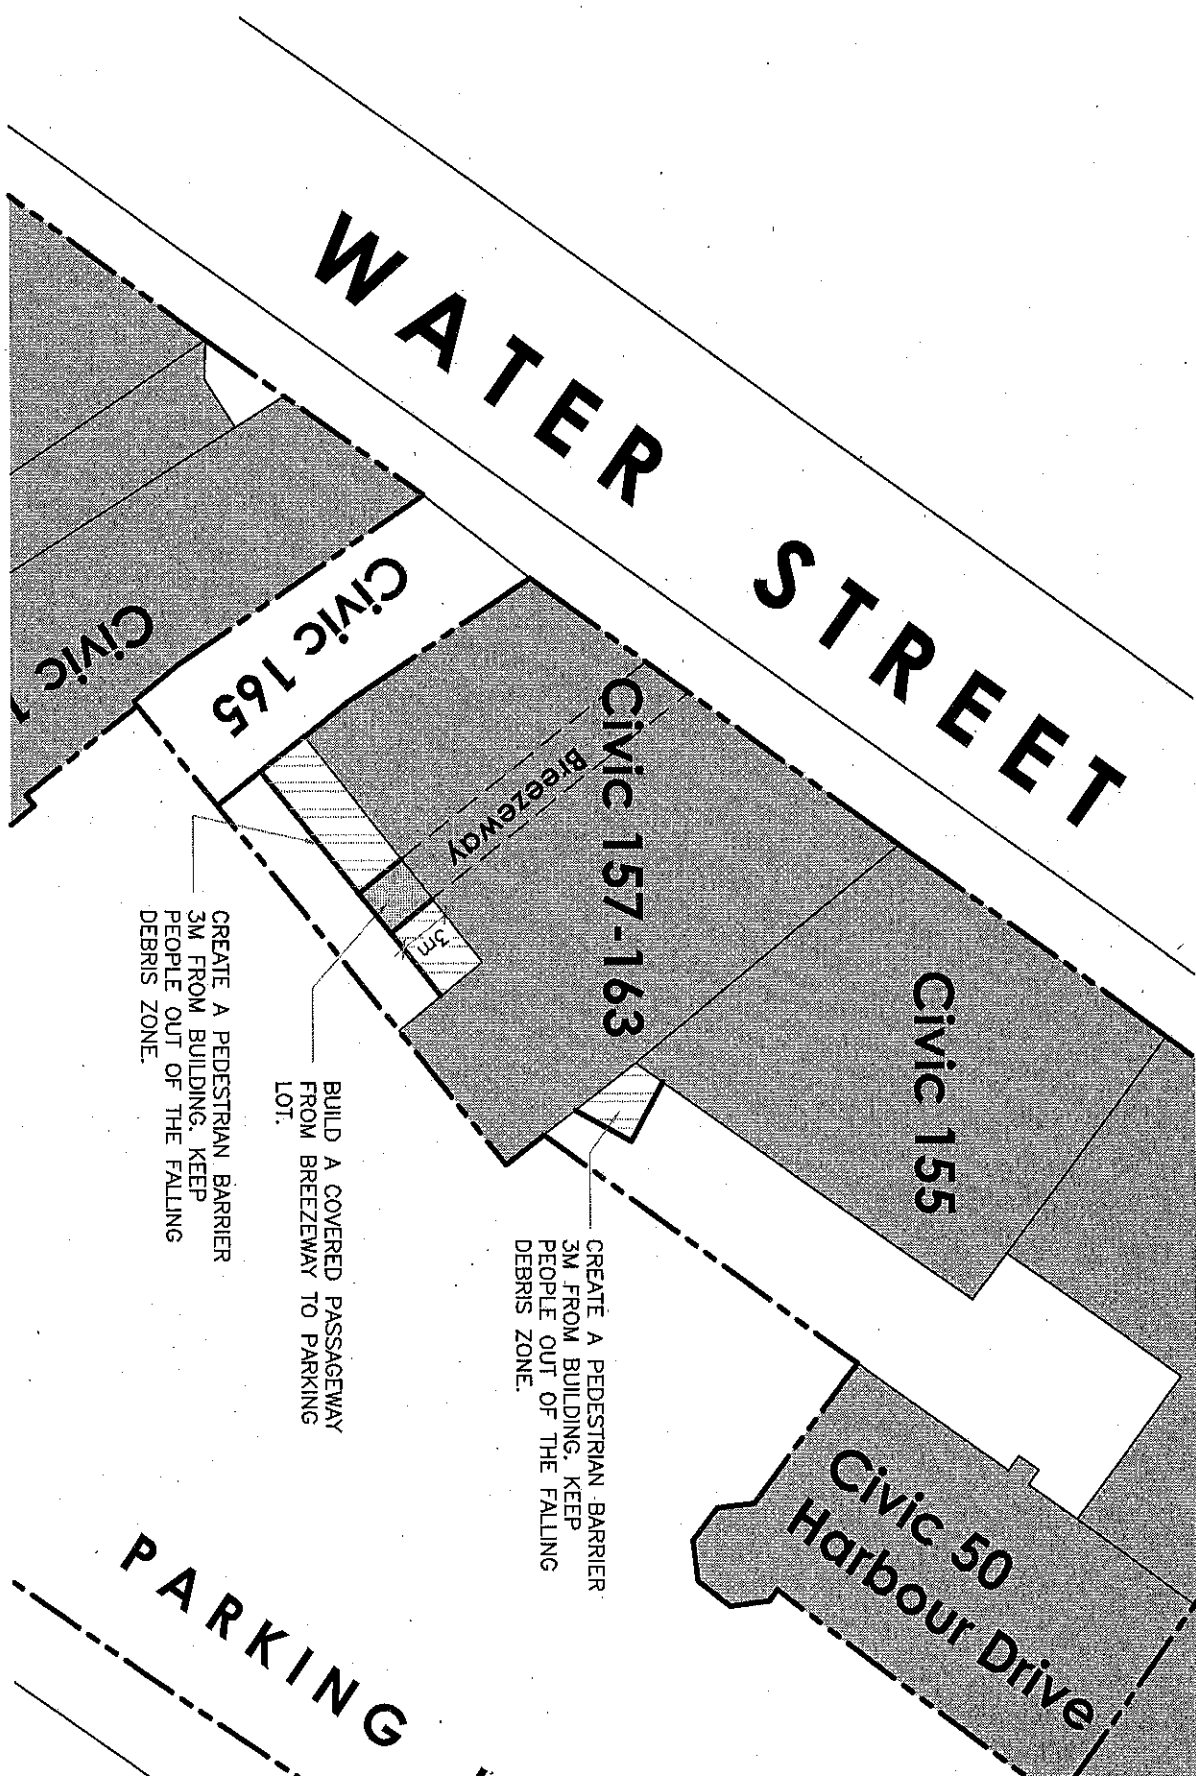 WATER STREET
Civic 165
Civic 1
Civic 157-163
Breezeway
3m
Civic 155
CREATE A PEDESTRIAN BARRIER
3M FROM BUILDING. KEEP
PEOPLE OUT OF THE FALLING
DEBRIS ZONE.
BUILD A COVERED PASSAGEWAY
FROM BREEZEWAY TO PARKING
LOT.
CREATE A PEDESTRIAN BARRIER
3M FROM BUILDING. KEEP
PEOPLE OUT OF THE FALLING
DEBRIS ZONE.
Civic 50
Harbour Drive
PARKING